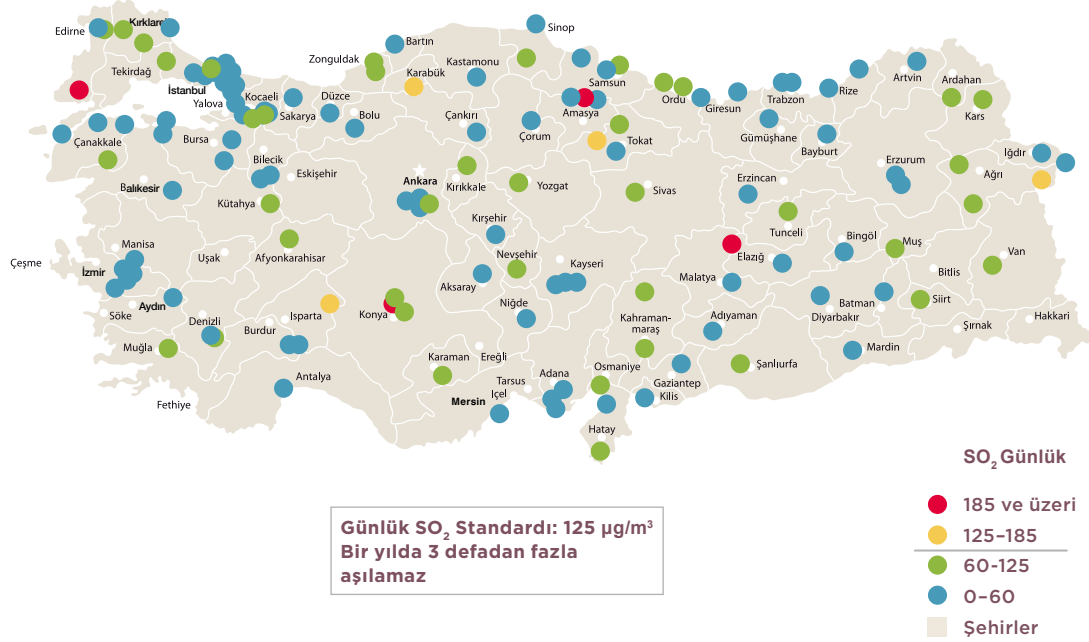 Edirne
Kırklareli
Tekirdağ
İstanbul
Yalova
Kocaeli
Sakarya
Düzce
Bolu
Zonguldak
Bartın
Karabük
Kastamonu
Sinop
Samsun
Amasya
Ordu
Giresun
Trabzon
Rize
Artvin
Ardahan
Kars
Çanakkale
Bursa
Bilecik
Eskişehir
Çankırı
Çorum
Tokat
Gümüşhane
Bayburt
Erzurum
Iğdır
Ağrı
Balıkesir
Kütahya
Ankara
Kırıkkale
Yozgat
Sivas
Erzincan
Tunceli
Kırşehir
Manisa
Çeşme
İzmir
Uşak
Afyonkarahisar
Nevşehir
Kayseri
Elazığ
Bingöl
Muş
Van
Bitlis
Aksaray
Malatya
Aydın
Söke
Denizli
Burdur
Isparta
Konya
Niğde
Kahraman-
maraş
Adıyaman
Diyarbakır
Batman
Siirt
Şırnak
Hakkari
Muğla
Karaman
Ereğli
Mardin
Antalya
Fethiye
Tarsus
İçel
Mersin
Adana
Osmaniye
Gaziantep
Kilis
Şanlıurfa
Hatay
SO₂ Günlük
185 ve üzeri
125–185
60-125
0–60
Şehirler
Günlük SO₂ Standardı: 125 µg/m³
Bir yılda 3 defadan fazla
aşılamaz